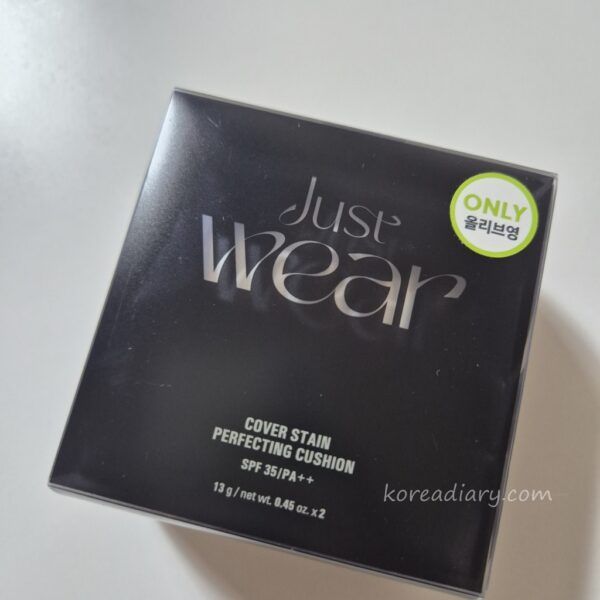 Just
Wear
ONLY
올리브영
COVER STAIN
PERFECTING CUSHION
SPF 35/PA++
13 g / net wt. 0.45 oz. x 2
koreadiary.com